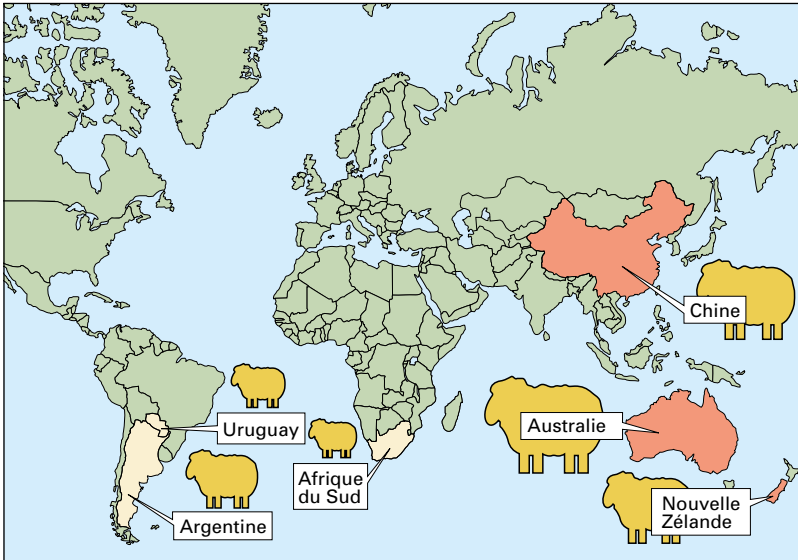 Chine
Uruguay
Australie
Afrique
du Sud
Nouvelle
Zélande
Argentine